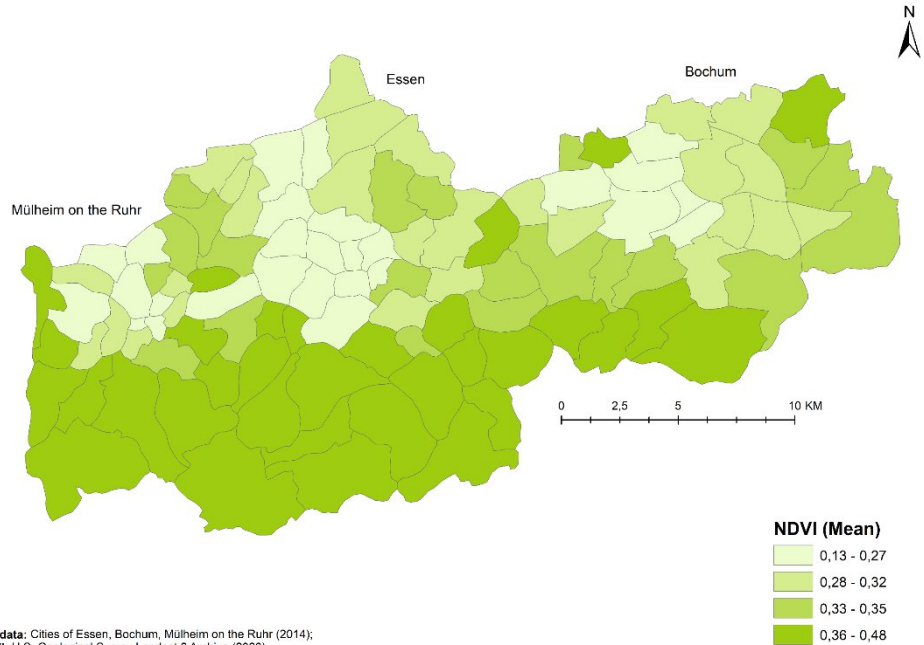 N
Essen
Bochum
Mülheim on the Ruhr
0 2,5 5 10 KM
NDVI (Mean)
0,13 - 0,27
0,28 - 0,32
0,33 - 0,35
0,36 - 0,48
data: Cities of Essen, Bochum, Mülheim on the Ruhr (2014);